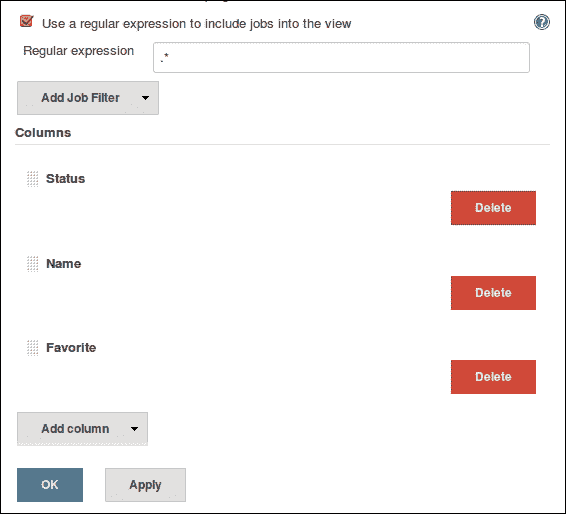 Use a regular expression to include jobs into the view
Regular expression
.*
Add Job Filter
Columns
Status
Delete
Name
Delete
Favorite
Delete
Add column
OK Apply